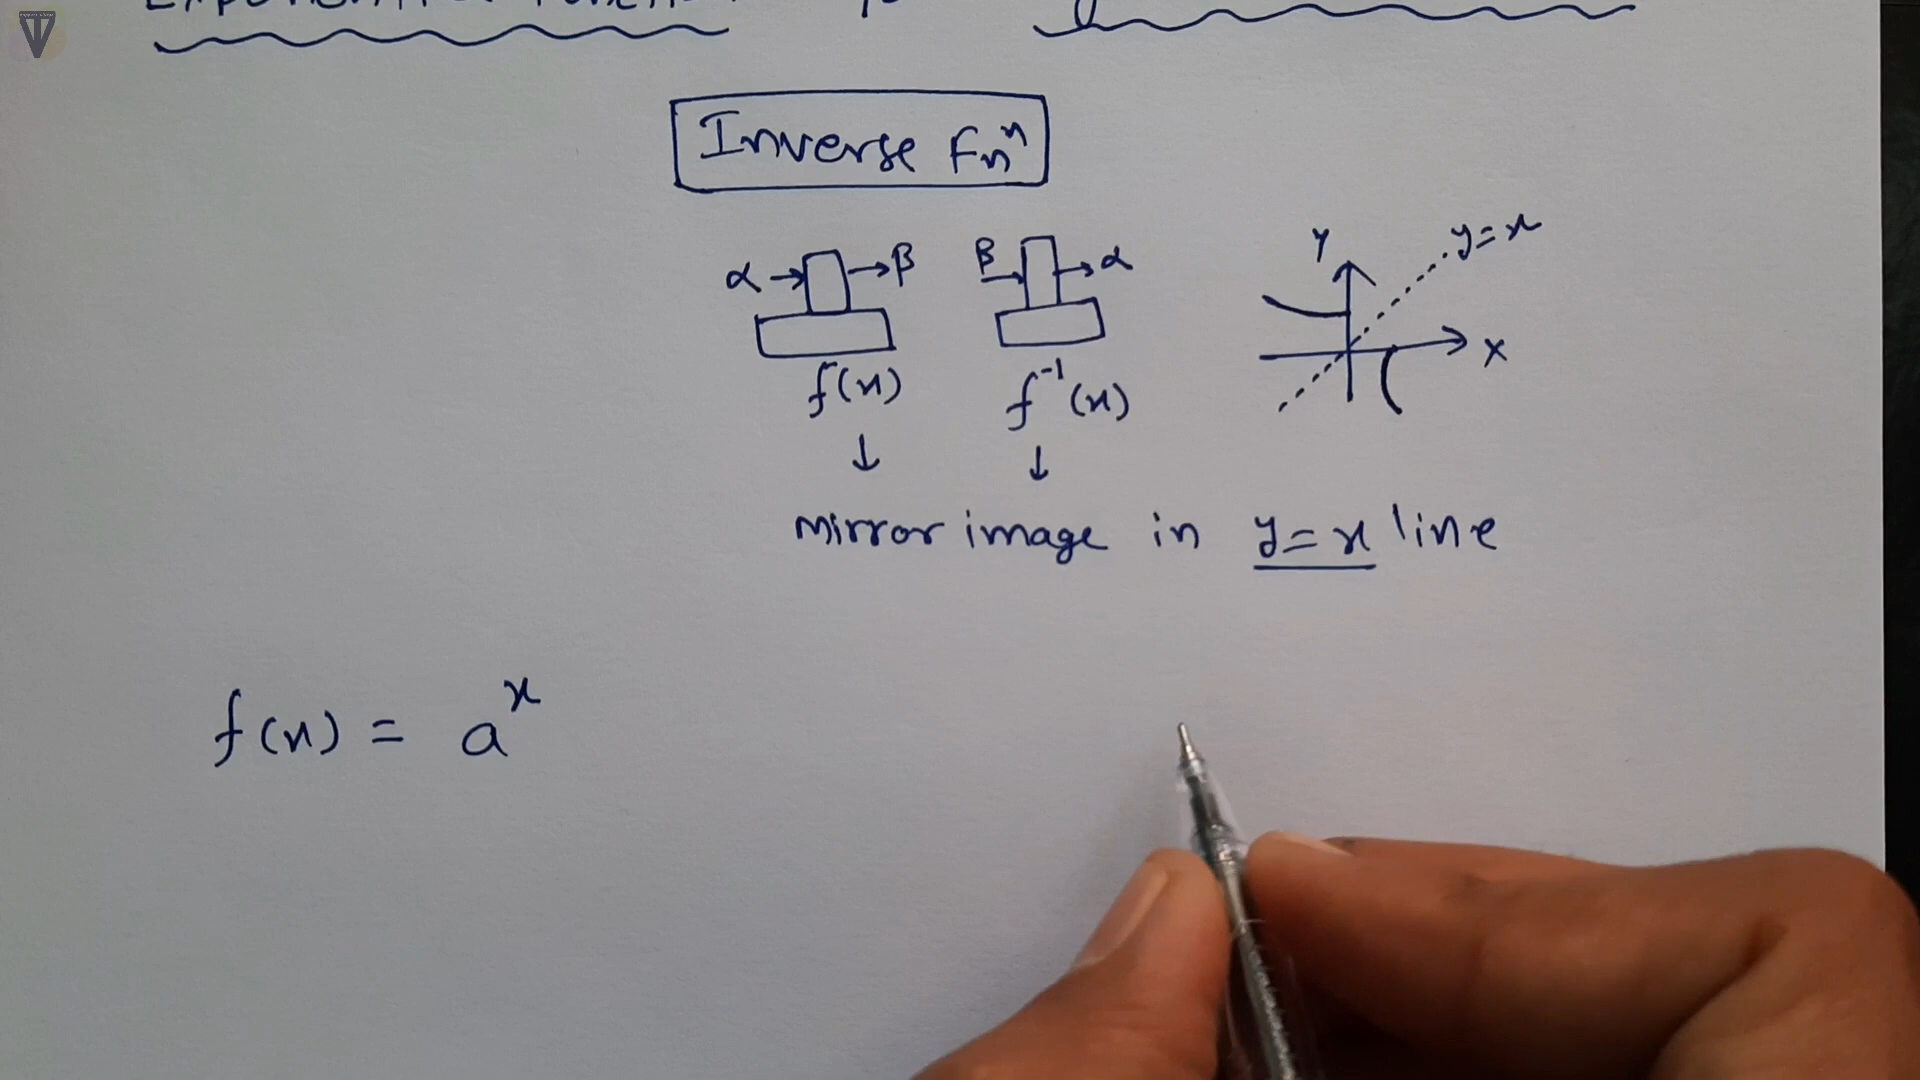 Inverse Fnⁿ
α → → β β → → α
f(x) f⁻¹(x)
Y y=x
X
↓ ↓
mirror image in y=x line
f(x) = aˣ